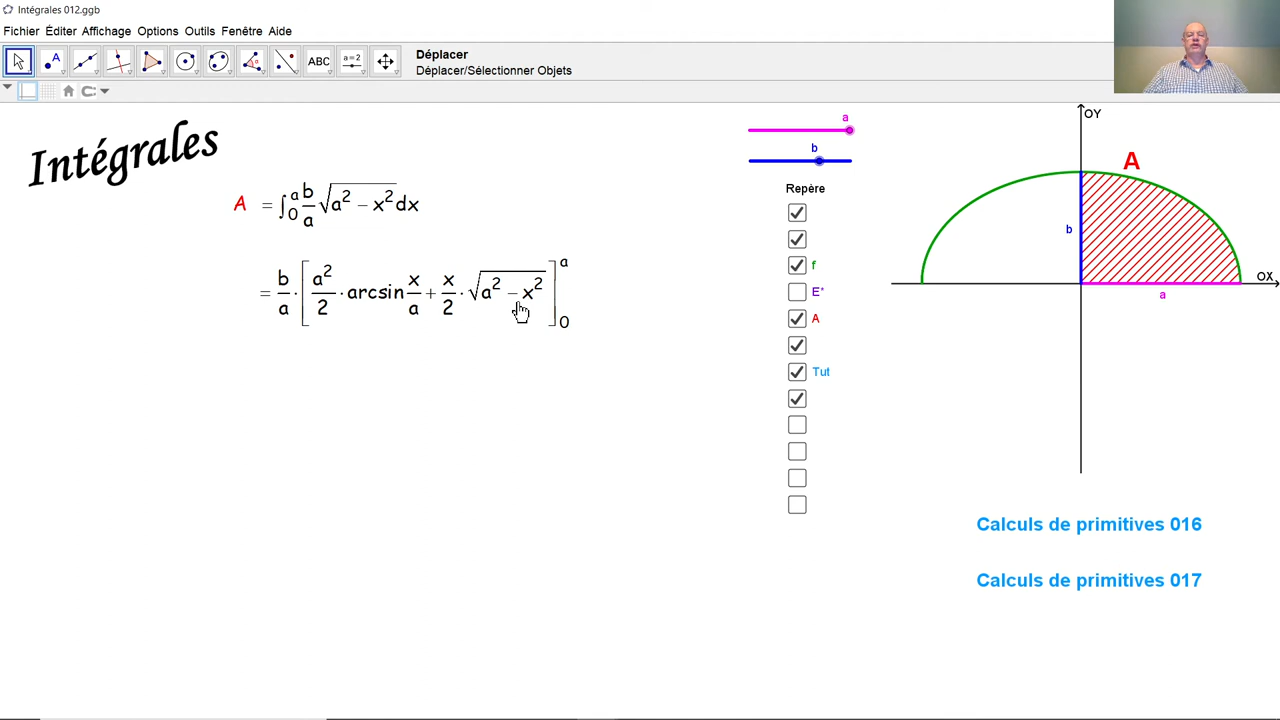 Intégrales 012.ggb
Fichier Éditer Affichage Options Outils Fenêtre Aide
A ABC a=2
Déplacer
Déplacer/Sélectionner Objets
Intégrales
A = ∫₀ᵃ b/a √(a² − x²) dx
= b/a · [ a²/2 · arcsin x/a + x/2 · √(a² − x²) ]₀ᵃ
a
b
Repère
f
E*
A
Tut
OY
A
b
OX
a
Calculs de primitives 016
Calculs de primitives 017